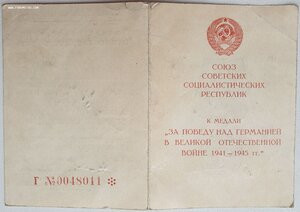 СОЮЗ
СОВЕТСКИХ
СОЦИАЛИСТИЧЕСКИХ
РЕСПУБЛИК
К МЕДАЛИ
„ЗА ПОБЕДУ НАД ГЕРМАНИЕЙ
В ВЕЛИКОЙ ОТЕЧЕСТВЕННОЙ
ВОЙНЕ 1941—1945 гг.“
Г №0048011